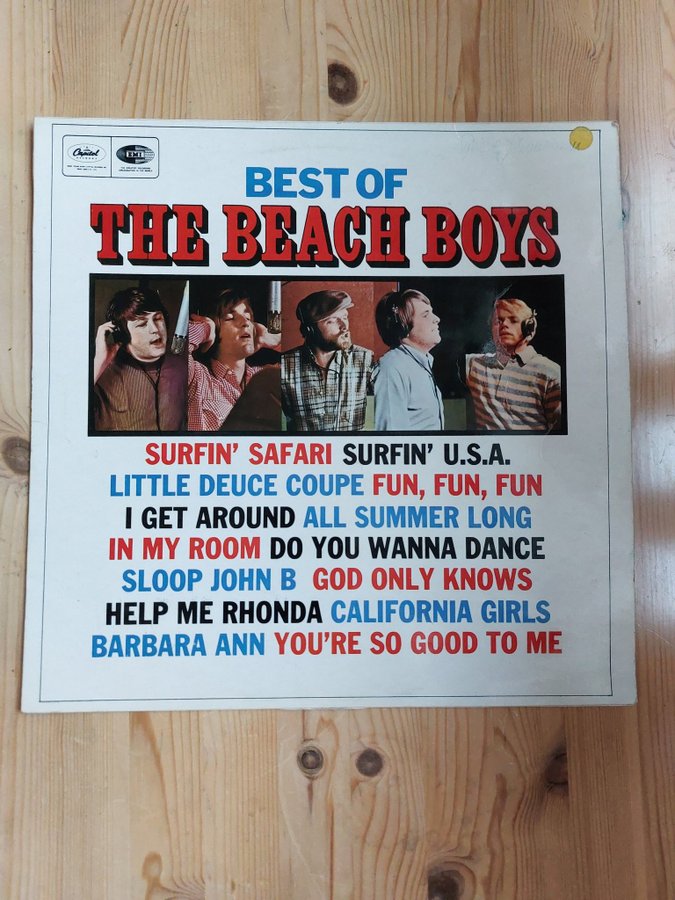 Capitol
EMI
BEST OF
THE BEACH BOYS
SURFIN' SAFARI SURFIN' U.S.A.
LITTLE DEUCE COUPE FUN, FUN, FUN
I GET AROUND ALL SUMMER LONG
IN MY ROOM DO YOU WANNA DANCE
SLOOP JOHN B GOD ONLY KNOWS
HELP ME RHONDA CALIFORNIA GIRLS
BARBARA ANN YOU'RE SO GOOD TO ME